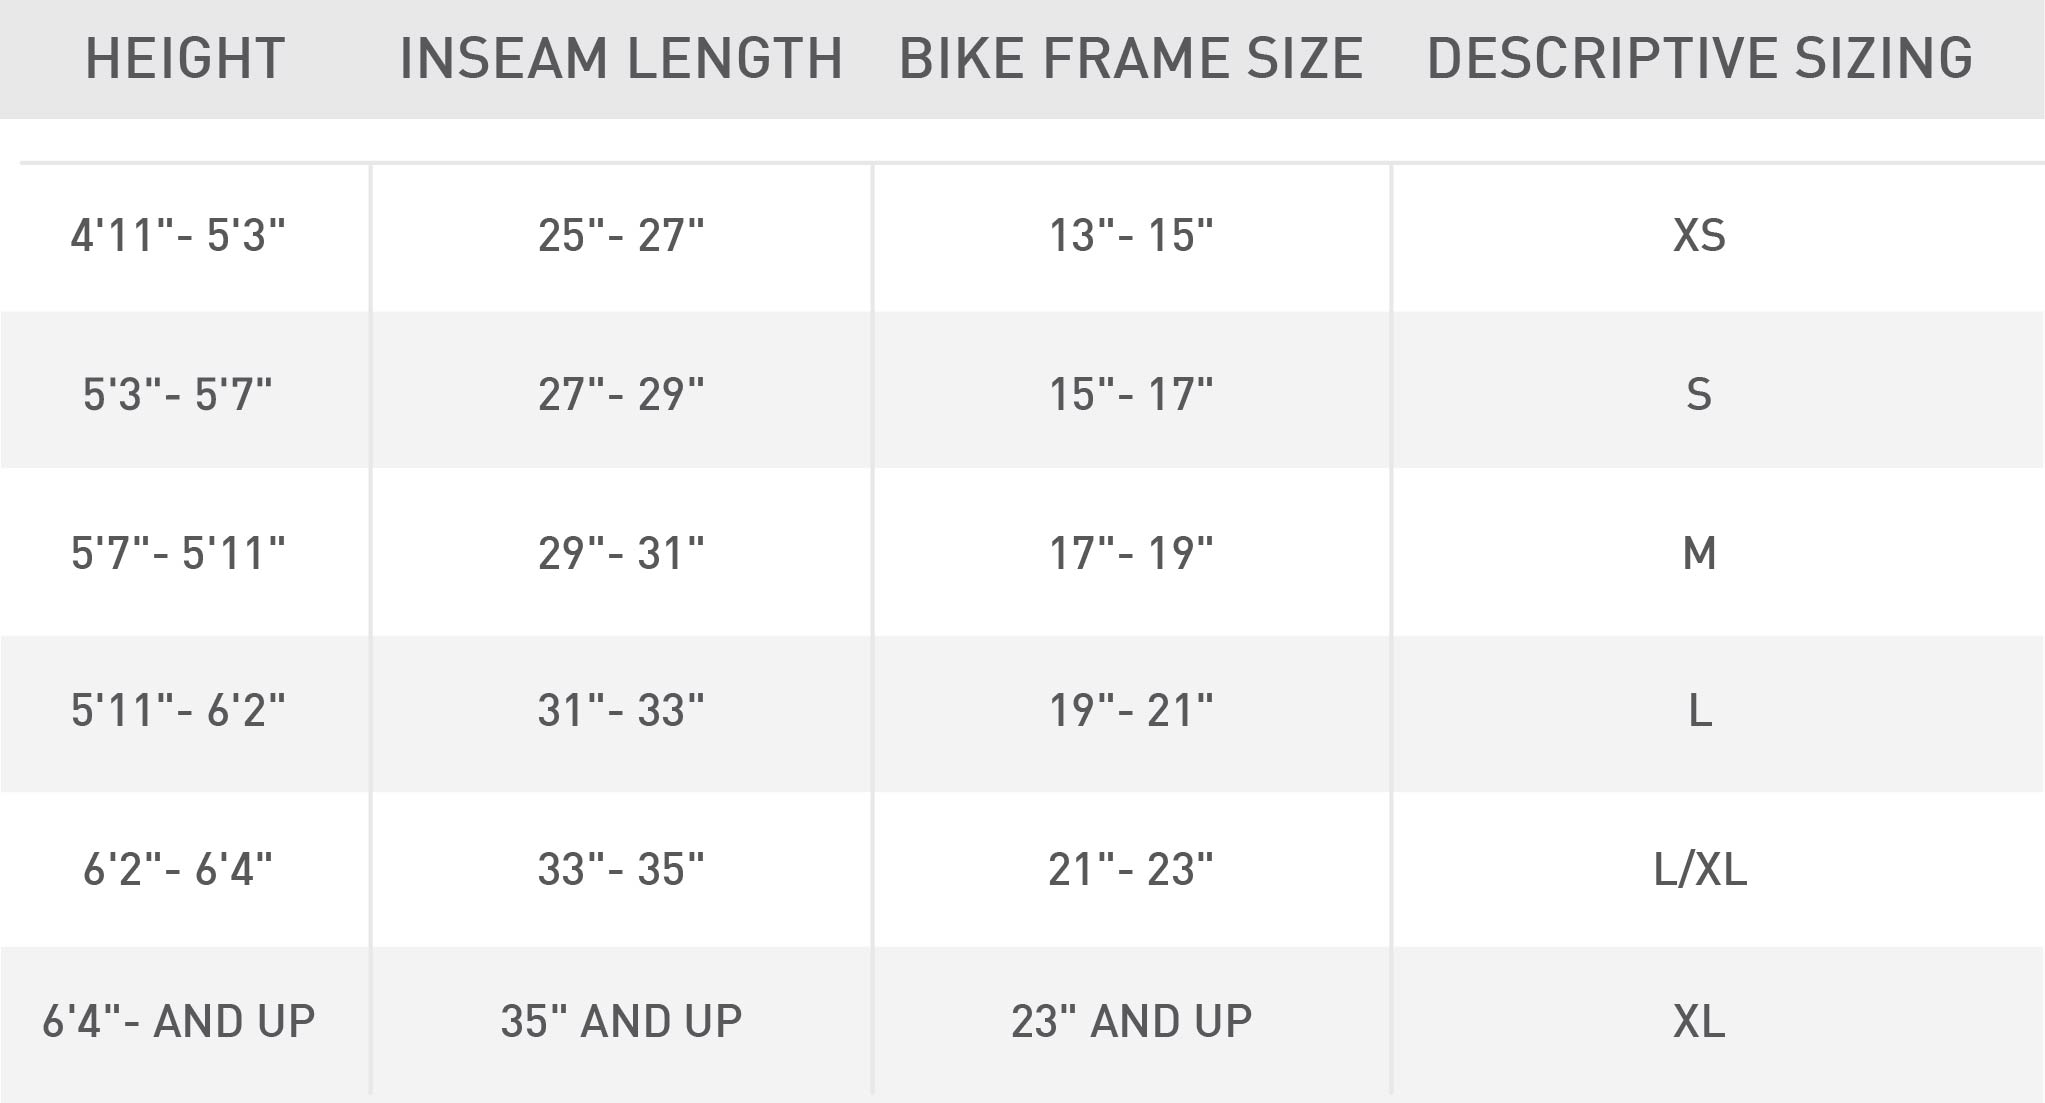 HEIGHT INSEAM LENGTH BIKE FRAME SIZE DESCRIPTIVE SIZING
4'11"- 5'3" 25"- 27" 13"- 15" XS
5'3"- 5'7" 27"- 29" 15"- 17" S
5'7"- 5'11" 29"- 31" 17"- 19" M
5'11"- 6'2" 31"- 33" 19"- 21" L
6'2"- 6'4" 33"- 35" 21"- 23" L/XL
6'4"- AND UP 35" AND UP 23" AND UP XL